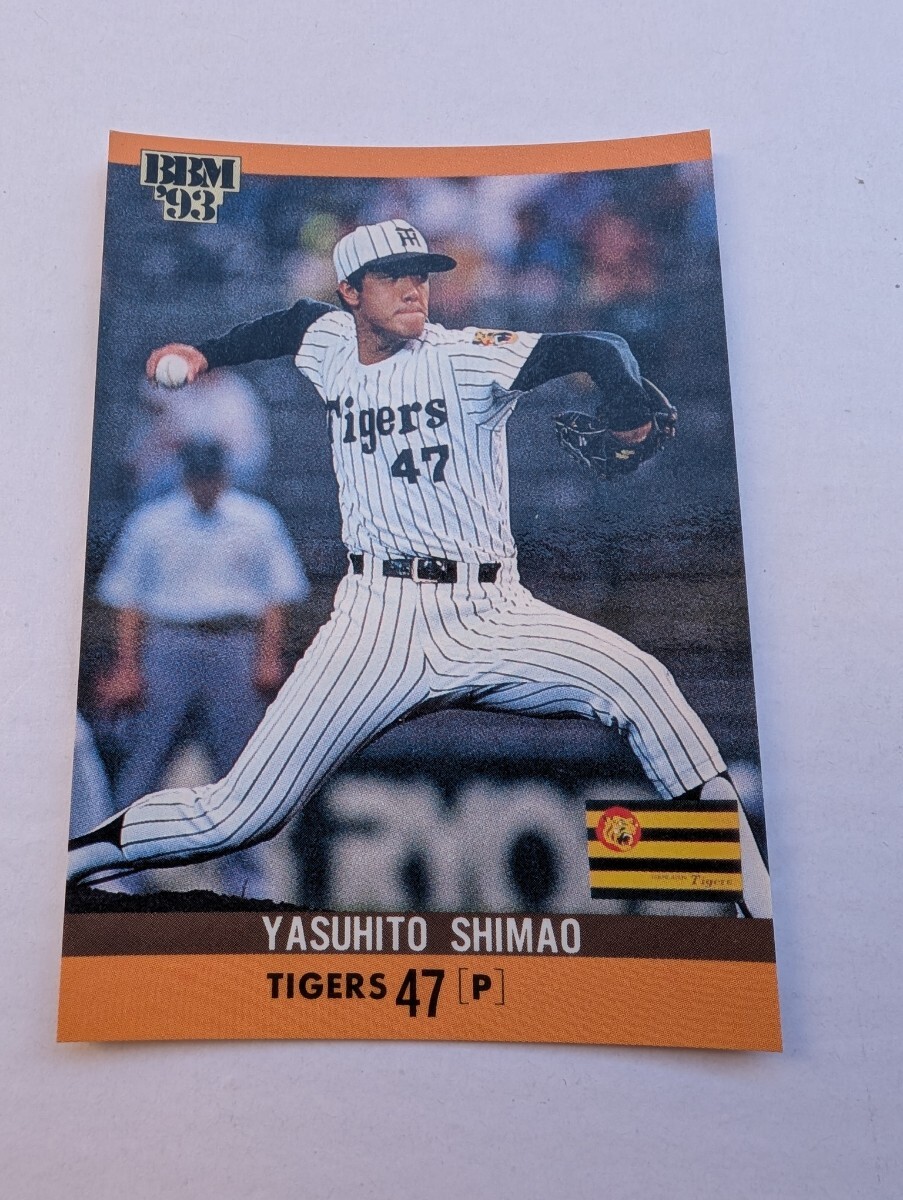 BBM
'93
Tigers
47
Tigers
YASUHITO SHIMAO
TIGERS 47 [P]